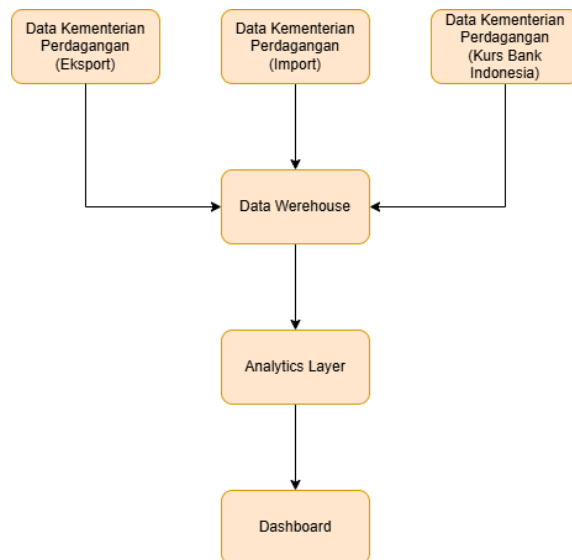 Data Kementerian
Perdagangan
(Eksport)
Data Kementerian
Perdagangan
(Import)
Data Kementerian
Perdagangan
(Kurs Bank
Indonesia)
Data Werehouse
Analytics Layer
Dashboard